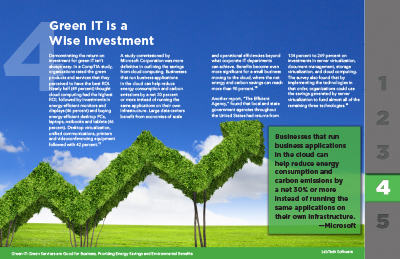 4
Green IT is a
Wise Investment
Demonstrating the return on
investment for green IT isn't
always easy. In a CompTIA study,
organizations rated the green
products and services that they
perceived to have the best ROI.
Nearly half (49 percent) thought
cloud computing had the highest
ROI, followed by investments in
energy-efficient monitors and
displays (46 percent) and buying
energy-efficient desktop PCs,
laptops, netbooks and tablets (46
percent). Desktop virtualization,
unified communications, printers
and videoconferencing equipment
followed with 42 percent.
A study commissioned by
Microsoft Corporation was more
definitive in outlining the savings
from cloud computing. Businesses
that run business applications
in the cloud can help reduce
energy consumption and carbon
emissions by a net 30 percent
or more instead of running the
same applications on their own
infrastructure. Large data centers
benefit from economies of scale
and operational efficiencies beyond
what corporate IT departments
can achieve. Benefits become even
more significant for a small business
moving to the cloud, where the net
energy and carbon savings can reach
more than 90 percent.
Another report, "The Efficient
Agency," found that local and state
government agencies throughout
the United States had returns from
investments in server virtualization,
document management, storage
virtualization, and cloud computing.
The survey also found that by
implementing the technologies in
that order, organizations could use
the savings generated by server
virtualization to fund almost all of the
remaining three technologies.
Businesses that run
business applications
in the cloud can
help reduce energy
consumption and
carbon emissions by
a net 30% or more
instead of running the
same applications on
their own infrastructure.
—Microsoft
1
2
3
4
5
Green IT: Green Services are Good for Business, Providing Energy Savings and Environmental Benefits
LabTech Software